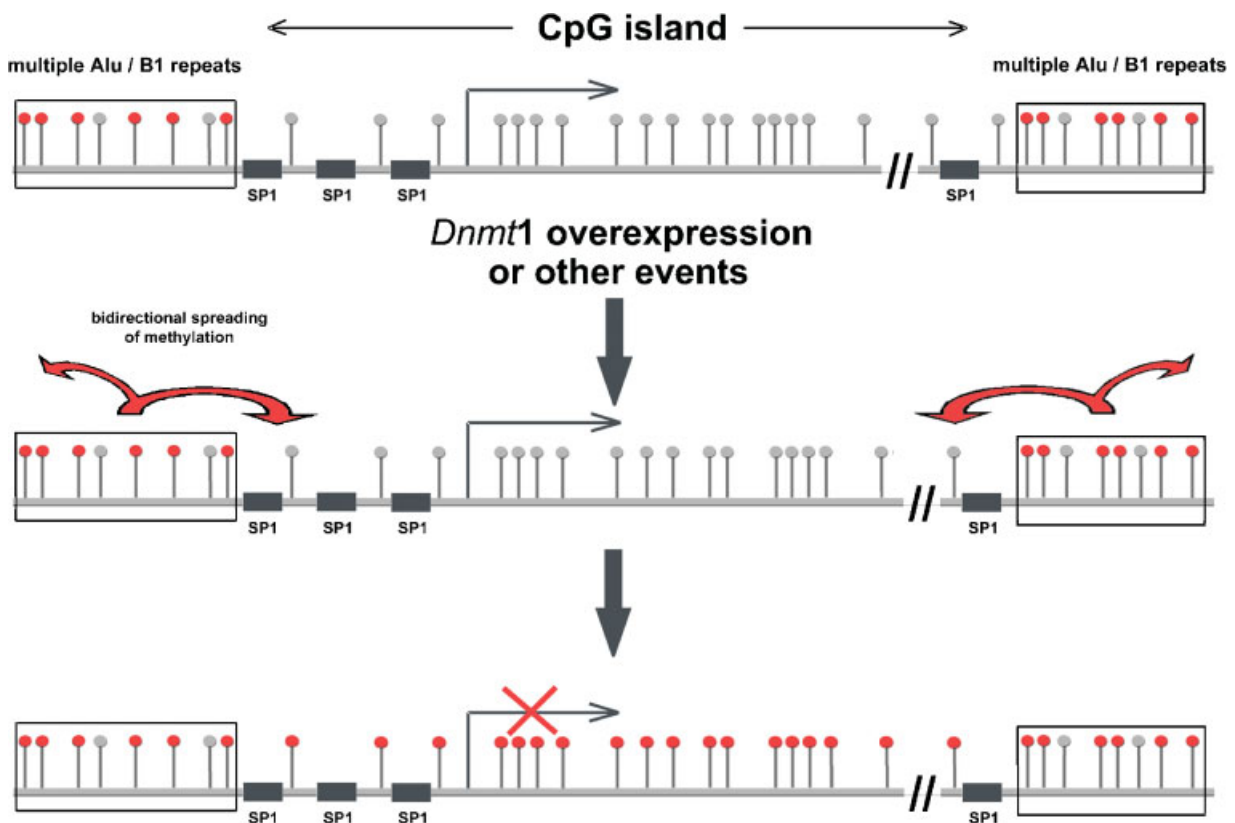 CpG island
multiple Alu / B1 repeats
multiple Alu / B1 repeats
//
SP1
SP1
SP1
SP1
Dnmt1 overexpression
or other events
bidirectional spreading
of methylation
//
SP1
SP1
SP1
SP1
//
SP1
SP1
SP1
SP1